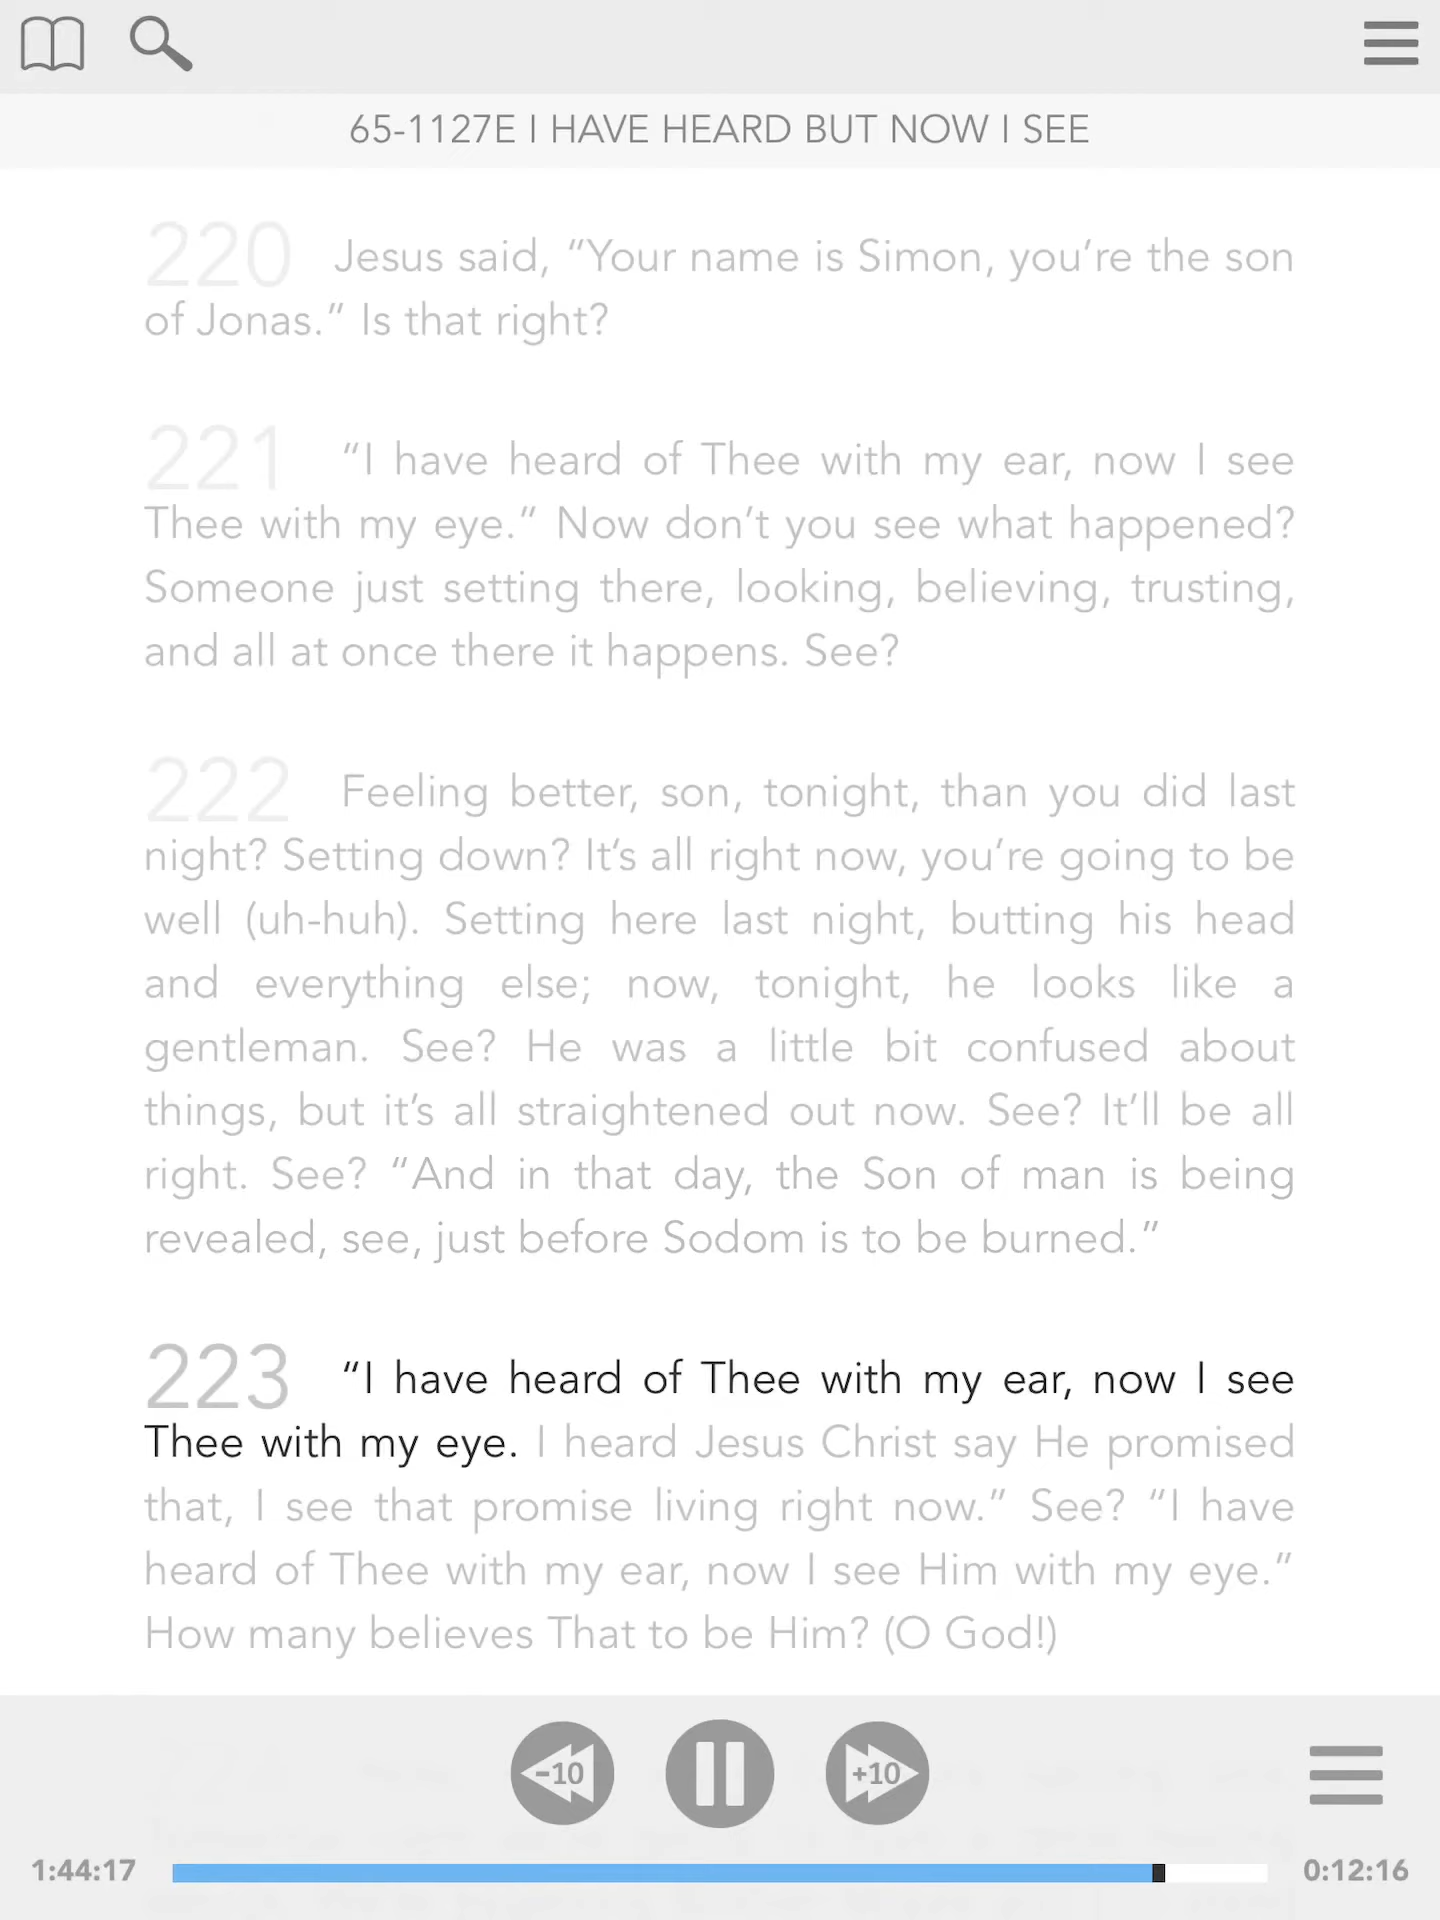 65-1127E I HAVE HEARD BUT NOW I SEE
220 Jesus said, “Your name is Simon, you’re the son
of Jonas.” Is that right?
221 “I have heard of Thee with my ear, now I see
Thee with my eye.” Now don’t you see what happened?
Someone just setting there, looking, believing, trusting,
and all at once there it happens. See?
222 Feeling better, son, tonight, than you did last
night? Setting down? It’s all right now, you’re going to be
well (uh-huh). Setting here last night, butting his head
and everything else; now, tonight, he looks like a
gentleman. See? He was a little bit confused about
things, but it’s all straightened out now. See? It’ll be all
right. See? “And in that day, the Son of man is being
revealed, see, just before Sodom is to be burned.”
223 “I have heard of Thee with my ear, now I see
Thee with my eye. I heard Jesus Christ say He promised
that, I see that promise living right now.” See? “I have
heard of Thee with my ear, now I see Him with my eye.”
How many believes That to be Him? (O God!)
-10 +10
1:44:17 0:12:16